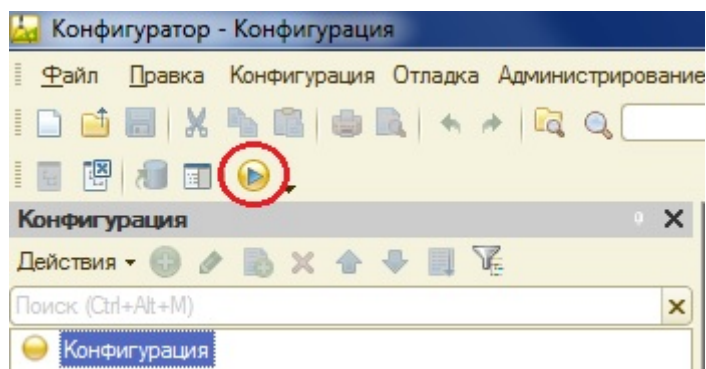 Конфигуратор - Конфигурация
Файл Правка Конфигурация Отладка Администрирование
Конфигурация
Действия
Поиск (Ctrl+Alt+M)
Конфигурация